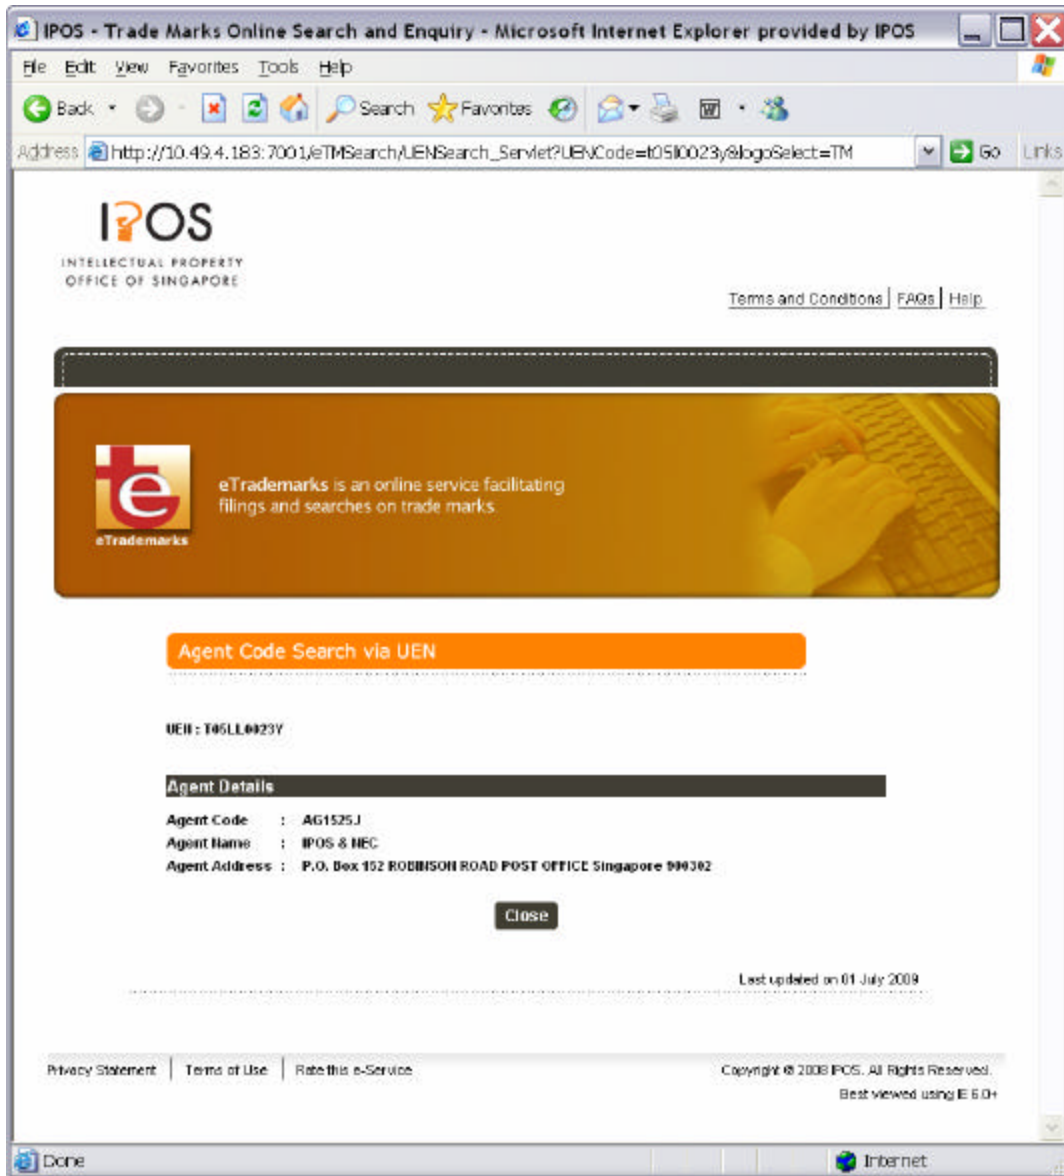 IPOS - Trade Marks Online Search and Enquiry - Microsoft Internet Explorer provided by IPOS
File Edit View Favorites Tools Help
Back Search Favorites
Address http://10.49.4.183:7001/eTMSearch/UENSearch_Servlet?UENCode=t05ll0023y&logoSelect=TM Go Links
IPOS
INTELLECTUAL PROPERTY
OFFICE OF SINGAPORE
Terms and Conditions | FAQs | Help
eTrademarks is an online service facilitating
filings and searches on trade marks
eTrademarks
Agent Code Search via UEN
UEN : T05LL0023Y
Agent Details
Agent Code : AG1525J
Agent Name : IPOS & NEC
Agent Address : P.O. Box 152 ROBINSON ROAD POST OFFICE Singapore 900302
Close
Last updated on 01 July 2009
Privacy Statement | Terms of Use | Rate this e-Service
Copyright © 2008 IPOS. All Rights Reserved.
Best viewed using IE 6.0+
Done Internet